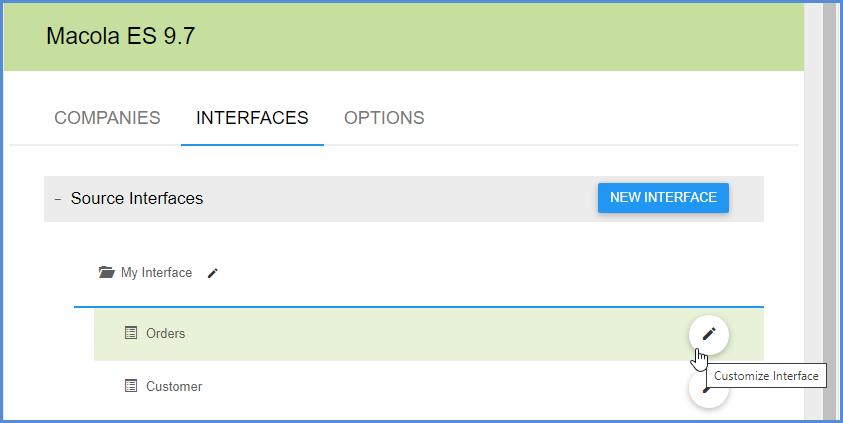 Macola ES 9.7
COMPANIES INTERFACES OPTIONS
− Source Interfaces NEW INTERFACE
My Interface
Orders
Customize Interface
Customer